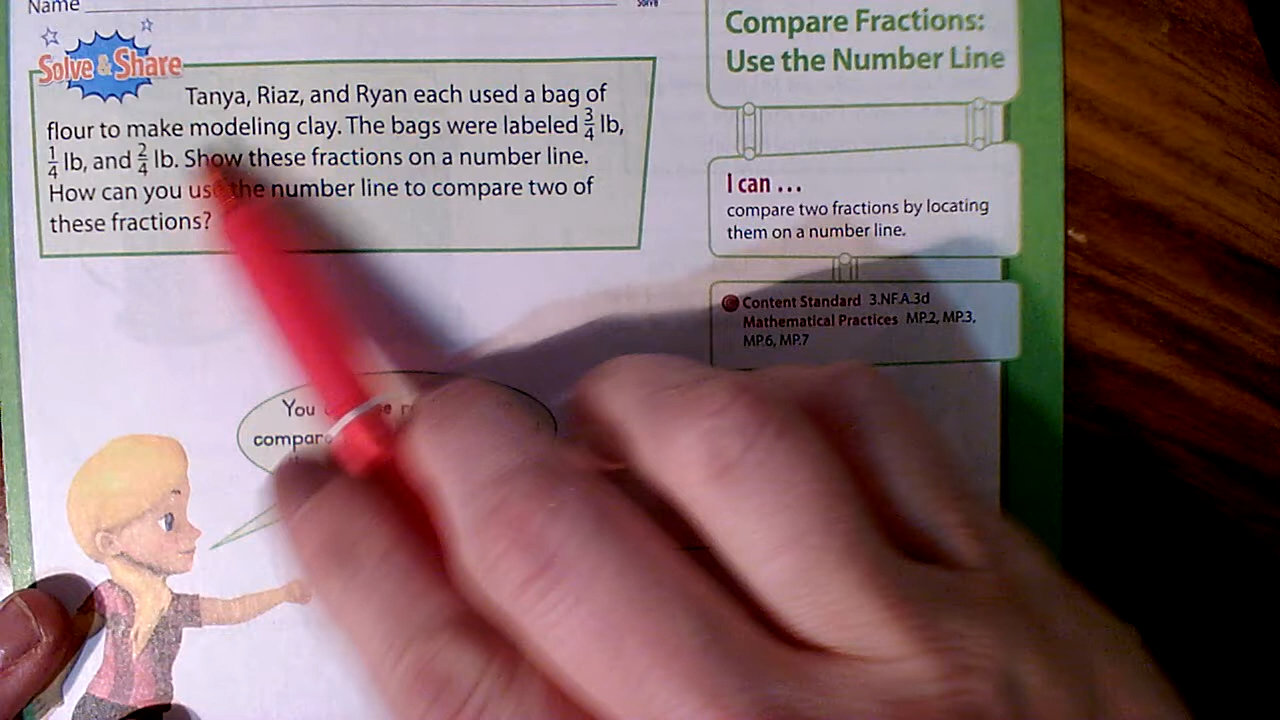 Name
Solve
Solve & Share
Tanya, Riaz, and Ryan each used a bag of
flour to make modeling clay. The bags were labeled 3/4 lb,
1/4 lb, and 2/4 lb. Show these fractions on a number line.
How can you use the number line to compare two of
these fractions?
You
compare
Compare Fractions:
Use the Number Line
I can ...
compare two fractions by locating
them on a number line.
Content Standard 3.NF.A.3d
Mathematical Practices MP.2, MP.3,
MP.6, MP.7